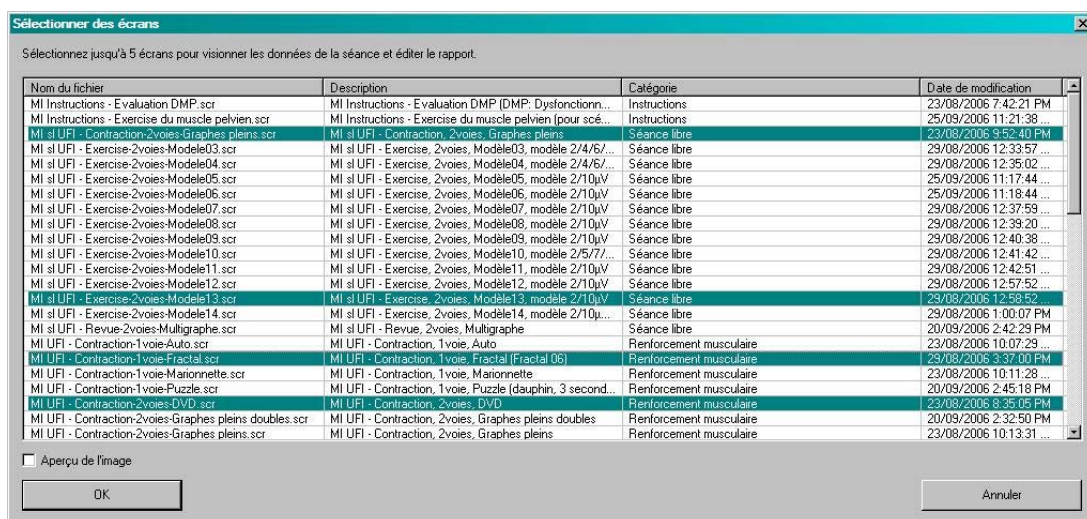 Sélectionner des écrans
Sélectionnez jusqu'à 5 écrans pour visionner les données de la séance et éditer le rapport.
Nom du fichier Description Catégorie Date de modification
MI Instructions - Evaluation DMP.scr MI Instructions - Evaluation DMP (DMP: Dysfonctionn... Instructions 23/08/2006 7:42:21 PM
MI Instructions - Exercise du muscle pelvien.scr MI Instructions - Exercise du muscle pelvien (pour scé... Instructions 25/09/2006 11:21:38 ...
MI sl UFI - Contraction-2voies-Graphes pleins.scr MI sl UFI - Contraction, 2voies, Graphes pleins Séance libre 23/08/2006 9:52:40 PM
MI sl UFI - Exercise-2voies-Modele03.scr MI sl UFI - Exercise, 2voies, Modèle03, modèle 2/4/6/... Séance libre 29/08/2006 12:33:57 ...
MI sl UFI - Exercise-2voies-Modele04.scr MI sl UFI - Exercise, 2voies, Modèle04, modèle 2/4/6/... Séance libre 29/08/2006 12:35:02 ...
MI sl UFI - Exercise-2voies-Modele05.scr MI sl UFI - Exercise, 2voies, Modèle05, modèle 2/10µV Séance libre 25/09/2006 11:17:44 ...
MI sl UFI - Exercise-2voies-Modele06.scr MI sl UFI - Exercise, 2voies, Modèle06, modèle 2/10µV Séance libre 25/09/2006 11:18:44 ...
MI sl UFI - Exercise-2voies-Modele07.scr MI sl UFI - Exercise, 2voies, Modèle07, modèle 2/10µV Séance libre 29/08/2006 12:37:59 ...
MI sl UFI - Exercise-2voies-Modele08.scr MI sl UFI - Exercise, 2voies, Modèle08, modèle 2/10µV Séance libre 29/08/2006 12:39:20 ...
MI sl UFI - Exercise-2voies-Modele09.scr MI sl UFI - Exercise, 2voies, Modèle09, modèle 2/10µV Séance libre 29/08/2006 12:40:38 ...
MI sl UFI - Exercise-2voies-Modele10.scr MI sl UFI - Exercise, 2voies, Modèle10, modèle 2/5/7/... Séance libre 29/08/2006 12:41:42 ...
MI sl UFI - Exercise-2voies-Modele11.scr MI sl UFI - Exercise, 2voies, Modèle11, modèle 2/10µV Séance libre 29/08/2006 12:42:51 ...
MI sl UFI - Exercise-2voies-Modele12.scr MI sl UFI - Exercise, 2voies, Modèle12, modèle 2/10µV Séance libre 29/08/2006 12:57:52 ...
MI sl UFI - Exercise-2voies-Modele13.scr MI sl UFI - Exercise, 2voies, Modèle13, modèle 2/10µV Séance libre 29/08/2006 12:58:52 ...
MI sl UFI - Exercise-2voies-Modele14.scr MI sl UFI - Exercise, 2voies, Modèle14, modèle 2/10µ... Séance libre 29/08/2006 1:00:07 PM
MI sl UFI - Revue-2voies-Multigraphe.scr MI sl UFI - Revue, 2voies, Multigraphe Séance libre 20/09/2006 2:42:29 PM
MI UFI - Contraction-1voie-Auto.scr MI UFI - Contraction, 1voie, Auto Renforcement musculaire 23/08/2006 10:07:29 ...
MI UFI - Contraction-1voie-Fractal.scr MI UFI - Contraction, 1voie, Fractal (Fractal 06) Renforcement musculaire 29/08/2006 3:37:00 PM
MI UFI - Contraction-1voie-Marionnette.scr MI UFI - Contraction, 1voie, Marionnette Renforcement musculaire 23/08/2006 10:11:28 ...
MI UFI - Contraction-1voie-Puzzle.scr MI UFI - Contraction, 1voie, Puzzle (dauphin, 3 second... Renforcement musculaire 20/09/2006 2:45:18 PM
MI UFI - Contraction-2voies-DVD.scr MI UFI - Contraction, 2voies, DVD Renforcement musculaire 23/08/2006 8:35:05 PM
MI UFI - Contraction-2voies-Graphes pleins doubles.scr MI UFI - Contraction, 2voies, Graphes pleins doubles Renforcement musculaire 20/09/2006 2:32:50 PM
MI UFI - Contraction-2voies-Graphes pleins.scr MI UFI - Contraction, 2voies, Graphes pleins Renforcement musculaire 23/08/2006 10:13:31 ...
Aperçu de l'image
OK Annuler